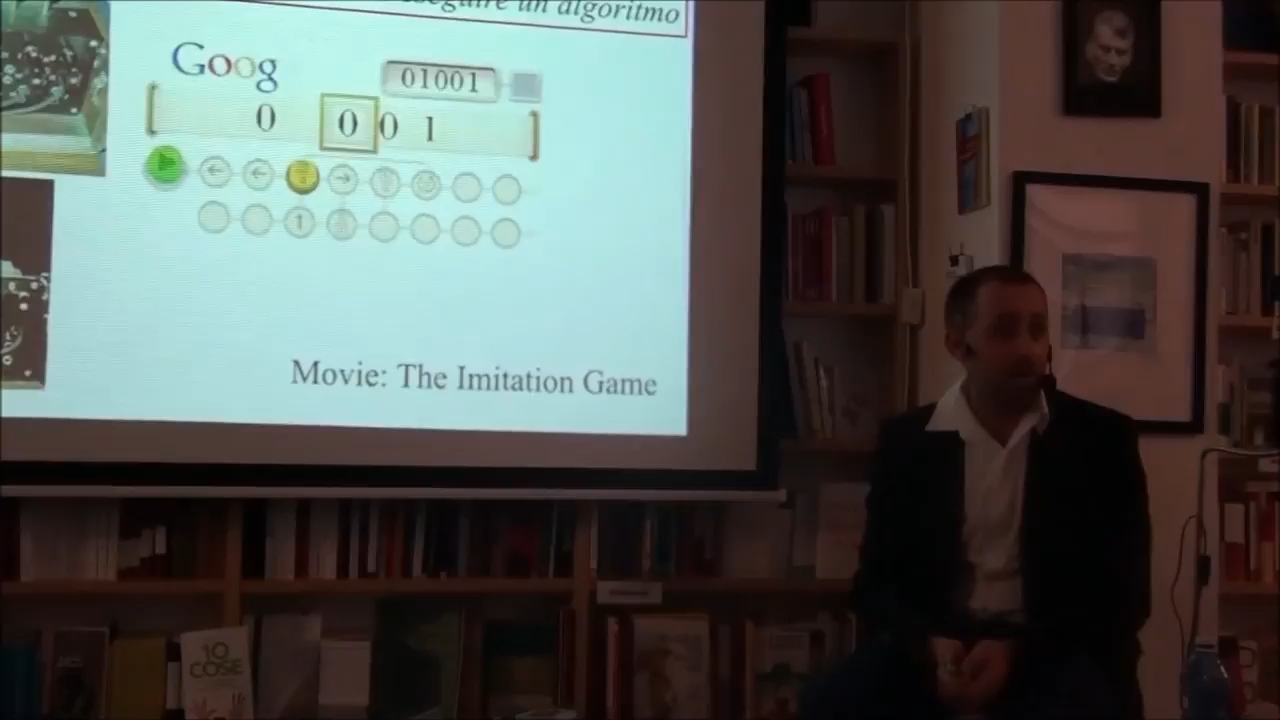 eseguire un algoritmo
Goog
01001
0 0 0 1
1
Movie: The Imitation Game
10
COSE